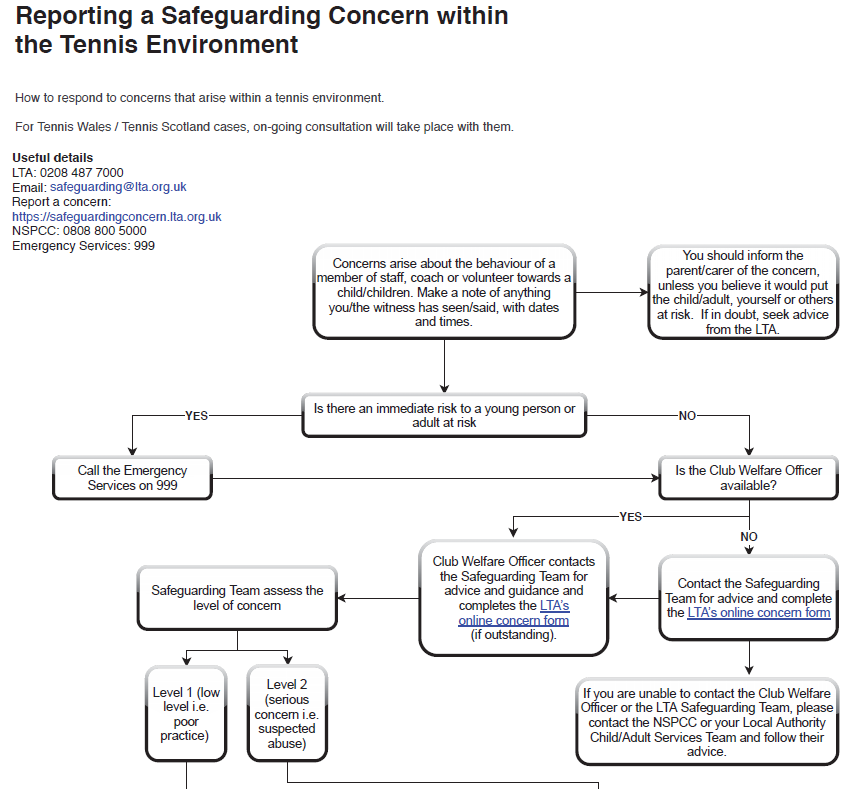 Reporting a Safeguarding Concern within
the Tennis Environment
How to respond to concerns that arise within a tennis environment.
For Tennis Wales / Tennis Scotland cases, on-going consultation will take place with them.
Useful details
LTA: 0208 487 7000
Email: safeguarding@lta.org.uk
Report a concern:
https://safeguardingconcern.lta.org.uk
NSPCC: 0808 800 5000
Emergency Services: 999
Concerns arise about the behaviour of a
member of staff, coach or volunteer towards a
child/children. Make a note of anything
you/the witness has seen/said, with dates
and times.
You should inform the
parent/carer of the concern,
unless you believe it would put
the child/adult, yourself or others
at risk. If in doubt, seek advice
from the LTA.
Is there an immediate risk to a young person or
adult at risk
YES
NO
Call the Emergency
Services on 999
Is the Club Welfare Officer
available?
YES
NO
Club Welfare Officer contacts
the Safeguarding Team for
advice and guidance and
completes the LTA's
online concern form
(if outstanding).
Contact the Safeguarding
Team for advice and complete
the LTA's online concern form
Safeguarding Team assess the
level of concern
Level 1 (low
level i.e.
poor
practice)
Level 2
(serious
concern i.e.
suspected
abuse)
If you are unable to contact the Club Welfare
Officer or the LTA Safeguarding Team, please
contact the NSPCC or your Local Authority
Child/Adult Services Team and follow their
advice.